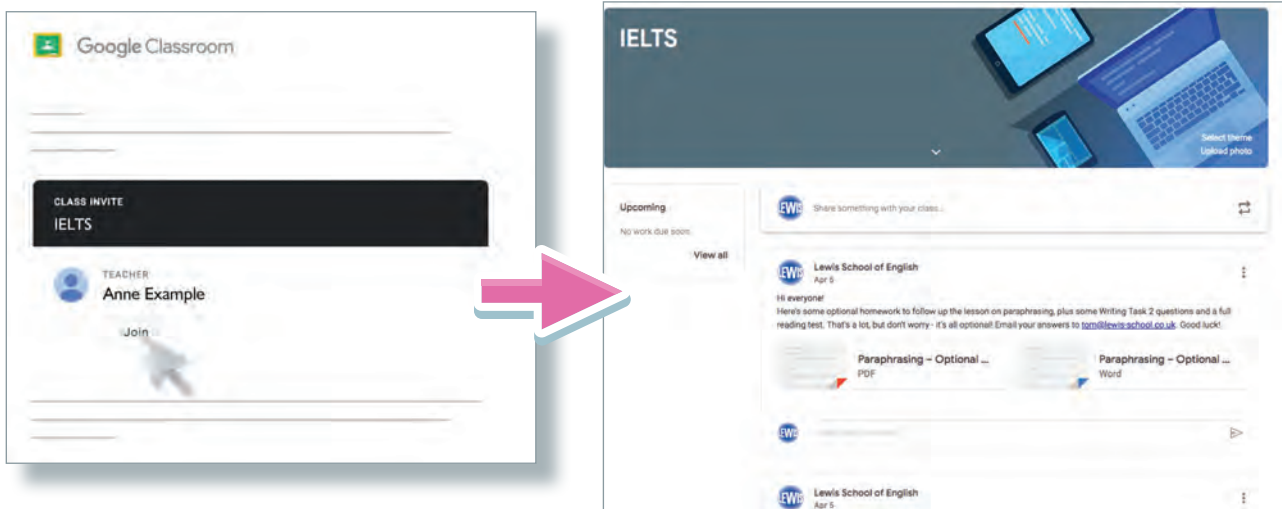 Google Classroom
CLASS INVITE
IELTS
TEACHER
Anne Example
Join
IELTS
Select theme
Upload photo
Upcoming
No work due soon
View all
EWIS
Share something with your class...
EWIS
Lewis School of English
Apr 5
Hi everyone!
Here's some optional homework to follow up the lesson on paraphrasing, plus some Writing Task 2 questions and a full
reading test. That's a lot, but don't worry - it's all optional! Email your answers to tom@lewis-school.co.uk. Good luck!
Paraphrasing – Optional ...
PDF
Paraphrasing – Optional ...
Word
EWIS
EWIS
Lewis School of English
Apr 5